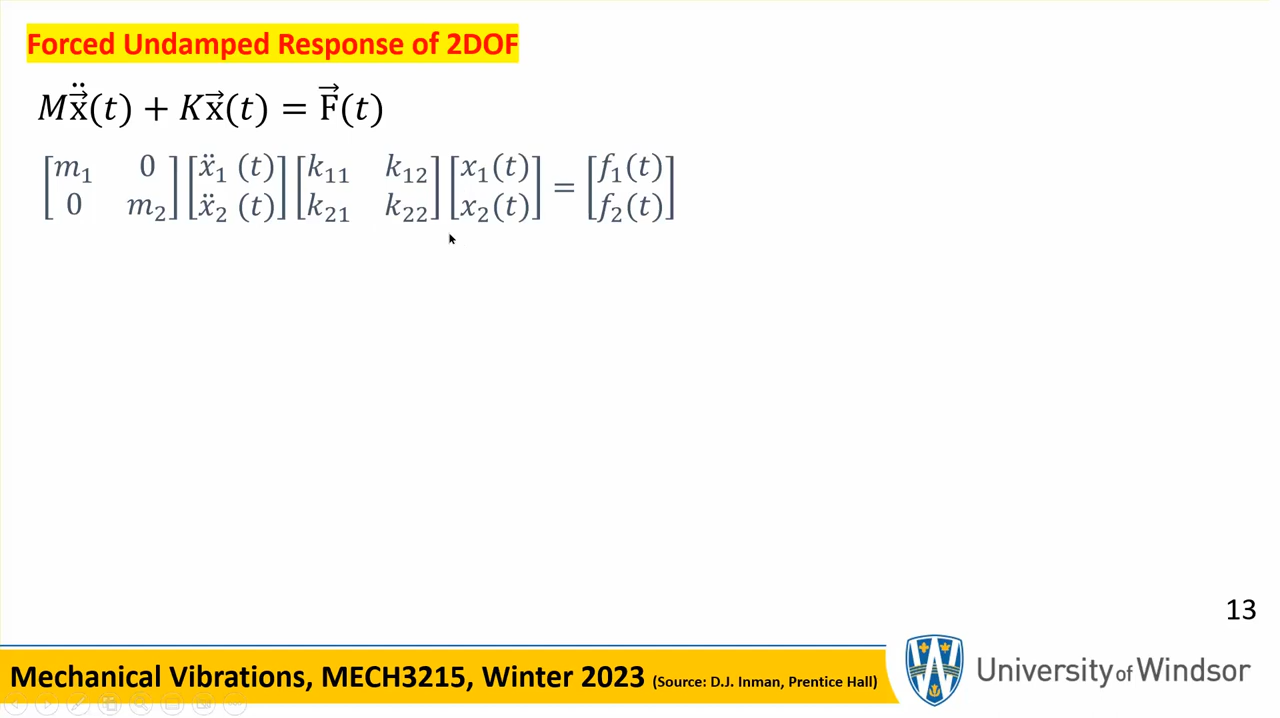 Forced Undamped Response of 2DOF
Mẍ⃗(t) + Kx⃗(t) = F⃗(t)
[m₁ 0; 0 m₂] [ẍ₁ (t); ẍ₂ (t)] [k₁₁ k₁₂; k₂₁ k₂₂] [x₁(t); x₂(t)] = [f₁(t); f₂(t)]
13
Mechanical Vibrations, MECH3215, Winter 2023 (Source: D.J. Inman, Prentice Hall)
University of Windsor